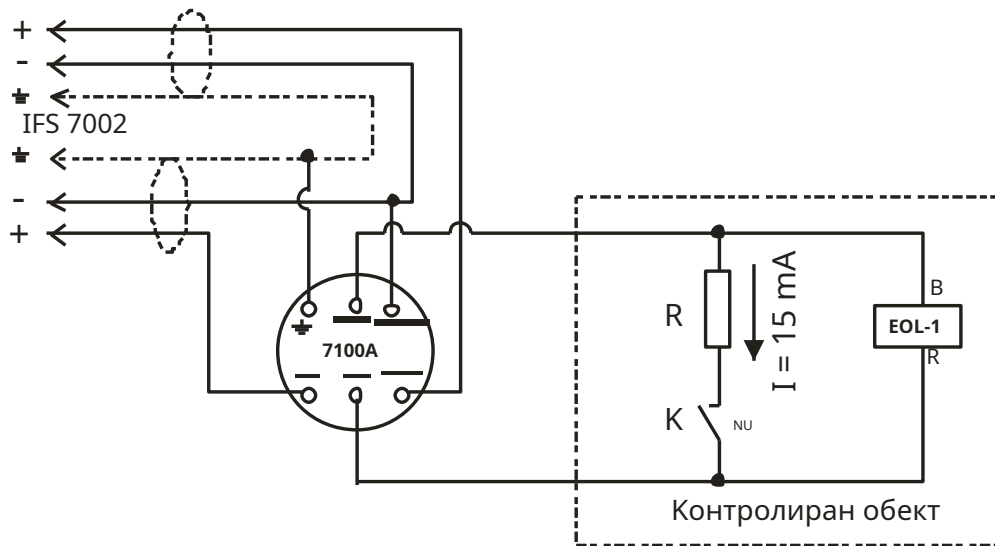 +
-
IFS 7002
-
+
7100A
R
I = 15 mA
K
NU
B
EOL-1
R
Контролиран обект